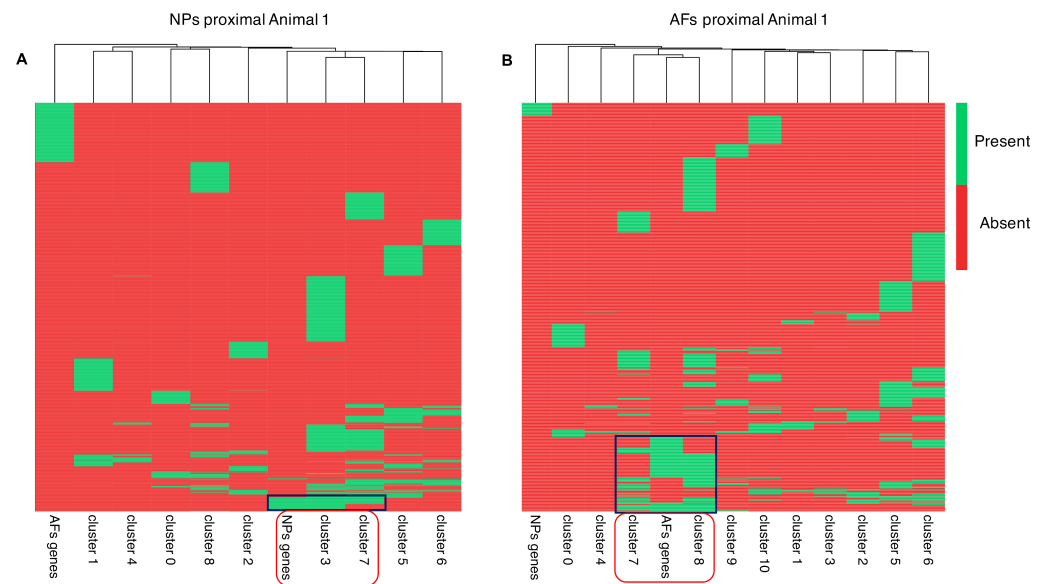 NPs proximal Animal 1
AFs proximal Animal 1
A
B
Present
Absent
AFs genes
cluster 1
cluster 4
cluster 0
cluster 8
cluster 2
NPs genes
cluster 3
cluster 7
cluster 5
cluster 6
NPs genes
cluster 0
cluster 4
cluster 7
AFs genes
cluster 8
cluster 9
cluster 10
cluster 1
cluster 3
cluster 2
cluster 5
cluster 6